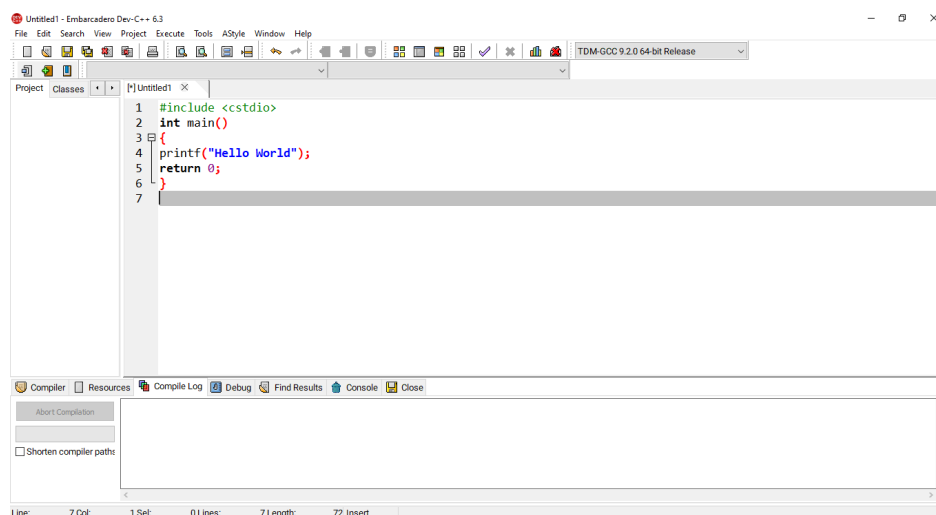 Untitled1 - Embarcadero Dev-C++ 6.3
File Edit Search View Project Execute Tools AStyle Window Help
TDM-GCC 9.2.0 64-bit Release
Project Classes [*] Untitled1
1 #include <cstdio>
2 int main()
3 {
4 printf("Hello World");
5 return 0;
6 }
7
Compiler Resources Compile Log Debug Find Results Console Close
Abort Compilation
Shorten compiler paths
Line: 7 Col: 1 Sel: 0 Lines: 7 Length: 72 Insert